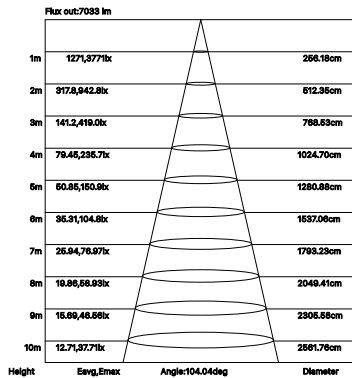 Flux out:7033 lm
1m 1271,3771lx 256.18cm
2m 317.8,942.8lx 512.35cm
3m 141.2,419.0lx 768.53cm
4m 79.45,235.7lx 1024.70cm
5m 50.85,150.9lx 1280.88cm
6m 35.31,104.8lx 1537.06cm
7m 25.94,76.97lx 1793.23cm
8m 19.86,58.93lx 2049.41cm
9m 15.69,46.56lx 2305.58cm
10m 12.71,37.71lx 2561.76cm
Height Eavg,Emax Angle:104.04deg Diameter